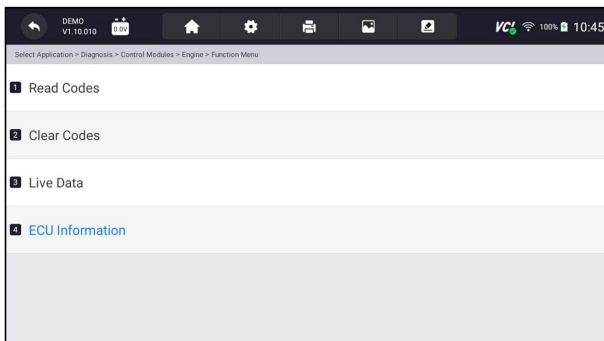 DEMO
V1.10.010
0.0V
VC!
100%
10:45
Select Application > Diagnosis > Control Modules > Engine > Function Menu
1 Read Codes
2 Clear Codes
3 Live Data
4 ECU Information